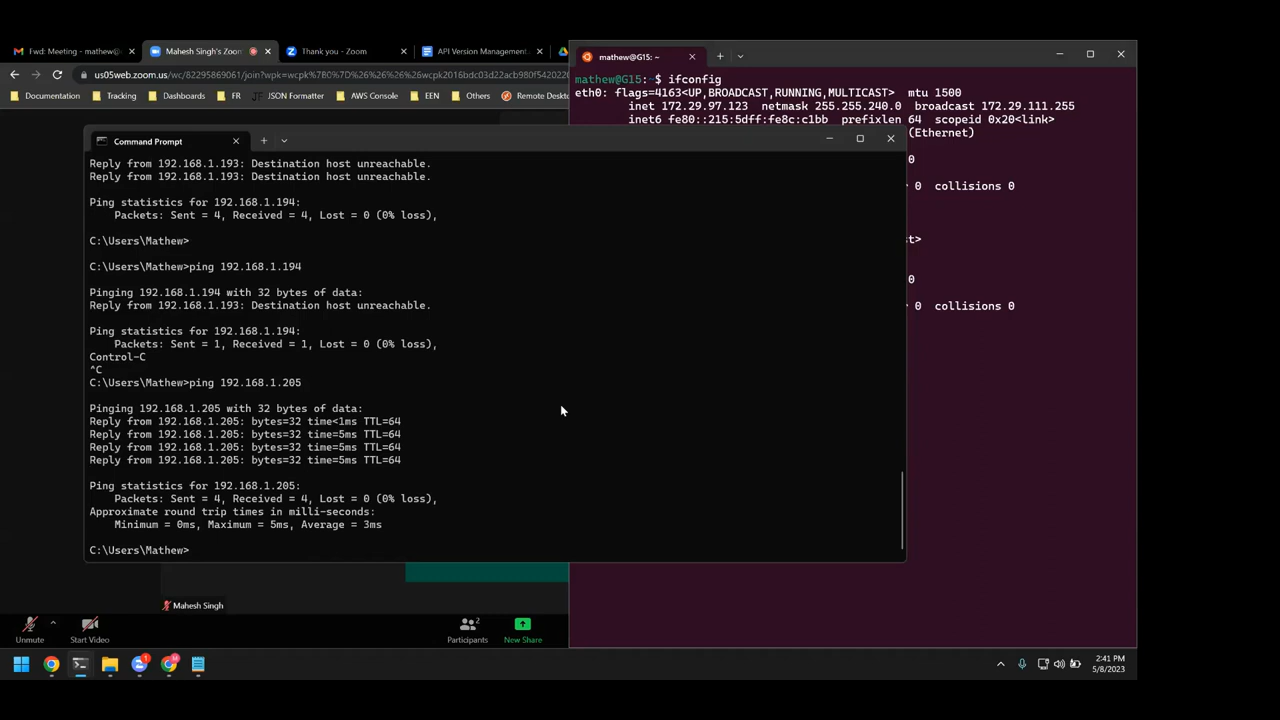 Fwd: Meeting - mathew@
Mahesh Singh's Zoom
Thank you - Zoom
API Version Management
us05web.zoom.us/wc/82295869061/join?wpk=wcpk%7B0%7D%26%26%26%26%26wcpk2016bdc03d22acb980f542022
Documentation
Tracking
Dashboards
FR
JSON Formatter
AWS Console
EEN
Others
Remote Desktop
mathew@G15: ~
mathew@G15:~$ ifconfig
eth0: flags=4163<UP,BROADCAST,RUNNING,MULTICAST> mtu 1500
inet 172.29.97.123 netmask 255.255.240.0 broadcast 172.29.111.255
inet6 fe80::215:5dff:fe8c:c1bb prefixlen 64 scopeid 0x20<link>
(Ethernet)
0
0 collisions 0
t>
0
0 collisions 0
Command Prompt
Reply from 192.168.1.193: Destination host unreachable.
Reply from 192.168.1.193: Destination host unreachable.
Ping statistics for 192.168.1.194:
Packets: Sent = 4, Received = 4, Lost = 0 (0% loss),
C:\Users\Mathew>
C:\Users\Mathew>ping 192.168.1.194
Pinging 192.168.1.194 with 32 bytes of data:
Reply from 192.168.1.193: Destination host unreachable.
Ping statistics for 192.168.1.194:
Packets: Sent = 1, Received = 1, Lost = 0 (0% loss),
Control-C
^C
C:\Users\Mathew>ping 192.168.1.205
Pinging 192.168.1.205 with 32 bytes of data:
Reply from 192.168.1.205: bytes=32 time<1ms TTL=64
Reply from 192.168.1.205: bytes=32 time=5ms TTL=64
Reply from 192.168.1.205: bytes=32 time=5ms TTL=64
Reply from 192.168.1.205: bytes=32 time=5ms TTL=64
Ping statistics for 192.168.1.205:
Packets: Sent = 4, Received = 4, Lost = 0 (0% loss),
Approximate round trip times in milli-seconds:
Minimum = 0ms, Maximum = 5ms, Average = 3ms
C:\Users\Mathew>
Mahesh Singh
Unmute
Start Video
2
Participants
New Share
1
M
2:41 PM
5/8/2023